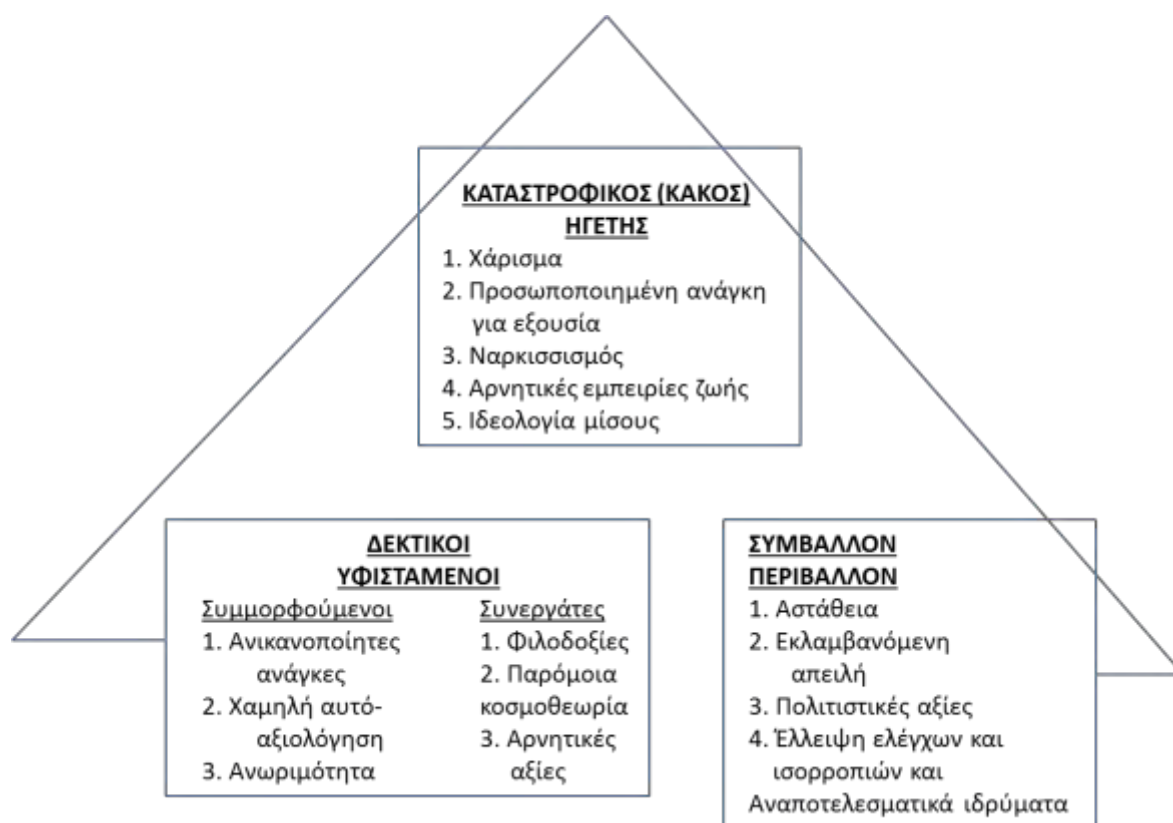 ΚΑΤΑΣΤΡΟΦΙΚΟΣ (ΚΑΚΟΣ)
ΗΓΕΤΗΣ
1. Χάρισμα
2. Προσωποποιημένη ανάγκη
για εξουσία
3. Ναρκισσισμός
4. Αρνητικές εμπειρίες ζωής
5. Ιδεολογία μίσους
ΔΕΚΤΙΚΟΙ
ΥΦΙΣΤΑΜΕΝΟΙ
Συμμορφούμενοι
1. Ανικανοποίητες
ανάγκες
2. Χαμηλή αυτό-
αξιολόγηση
3. Ανωριμότητα
Συνεργάτες
1. Φιλοδοξίες
2. Παρόμοια
κοσμοθεωρία
3. Αρνητικές
αξίες
ΣΥΜΒΑΛΛΟΝ
ΠΕΡΙΒΑΛΛΟΝ
1. Αστάθεια
2. Εκλαμβανόμενη
απειλή
3. Πολιτιστικές αξίες
4. Έλλειψη ελέγχων και
ισορροπιών και
Αναποτελεσματικά ιδρύματα